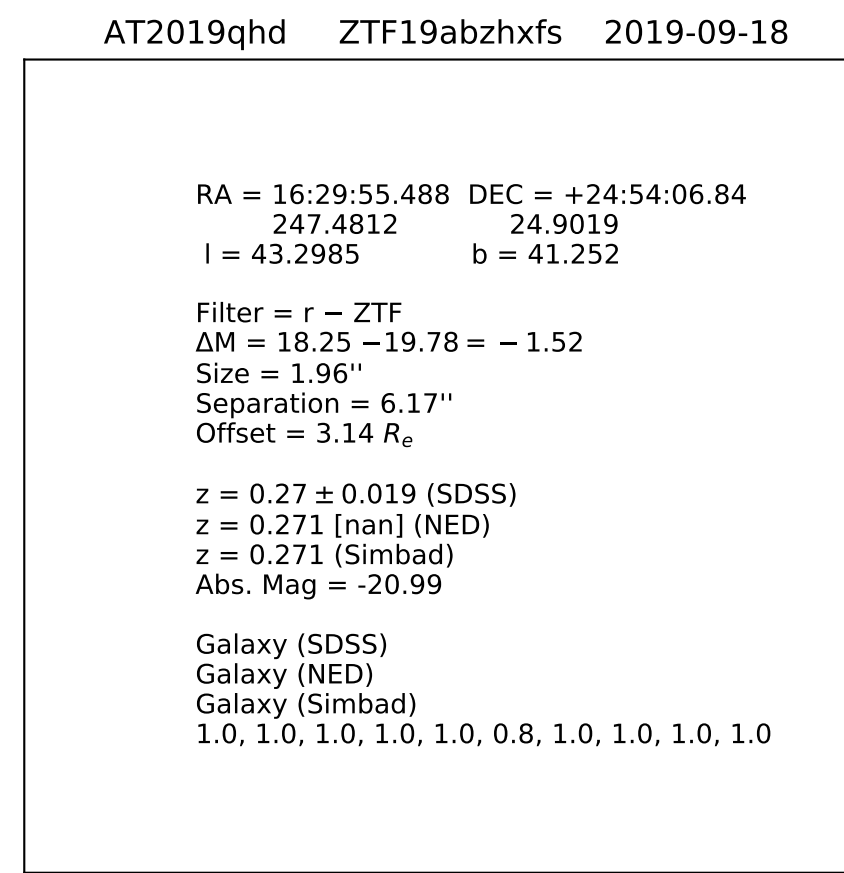 AT2019qhd ZTF19abzhxfs 2019-09-18
RA = 16:29:55.488 DEC = +24:54:06.84
247.4812 24.9019
l = 43.2985 b = 41.252
Filter = r − ZTF
ΔM = 18.25 −19.78 = − 1.52
Size = 1.96''
Separation = 6.17''
Offset = 3.14 Re
z = 0.27 ± 0.019 (SDSS)
z = 0.271 [nan] (NED)
z = 0.271 (Simbad)
Abs. Mag = -20.99
Galaxy (SDSS)
Galaxy (NED)
Galaxy (Simbad)
1.0, 1.0, 1.0, 1.0, 1.0, 0.8, 1.0, 1.0, 1.0, 1.0